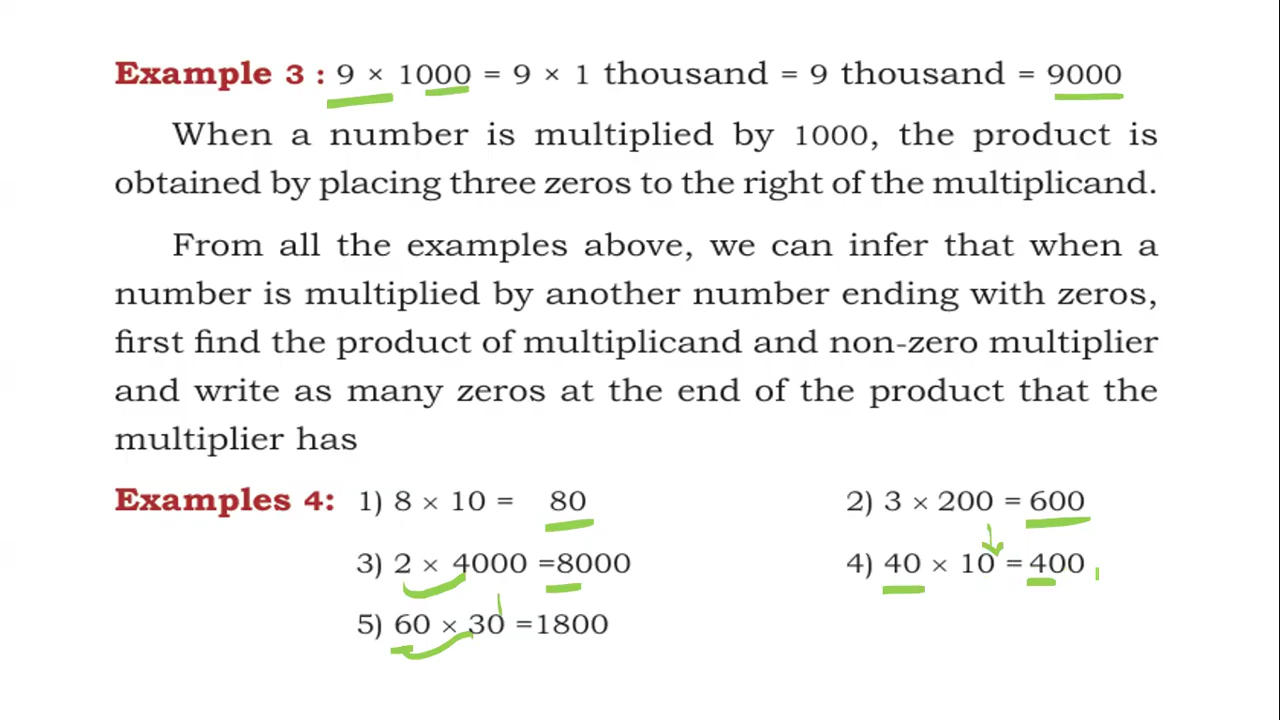 Example 3 : 9 × 1000 = 9 × 1 thousand = 9 thousand = 9000
When a number is multiplied by 1000, the product is
obtained by placing three zeros to the right of the multiplicand.
From all the examples above, we can infer that when a
number is multiplied by another number ending with zeros,
first find the product of multiplicand and non-zero multiplier
and write as many zeros at the end of the product that the
multiplier has
Examples 4: 1) 8 × 10 = 80 2) 3 × 200 = 600
3) 2 × 4000 =8000 4) 40 × 10 = 400
5) 60 × 30 =1800